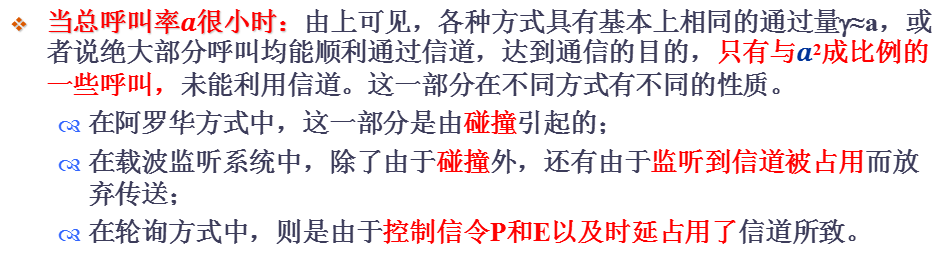 当总呼叫率a很小时：由上可见，各种方式具有基本上相同的通过量γ≈a，或
者说绝大部分呼叫均能顺利通过信道，达到通信的目的，只有与a²成比例的
一些呼叫，未能利用信道。这一部分在不同方式有不同的性质。
在阿罗华方式中，这一部分是由碰撞引起的；
在载波监听系统中，除了由于碰撞外，还有由于监听到信道被占用而放
弃传送；
在轮询方式中，则是由于控制信令P和E以及时延占用了信道所致。